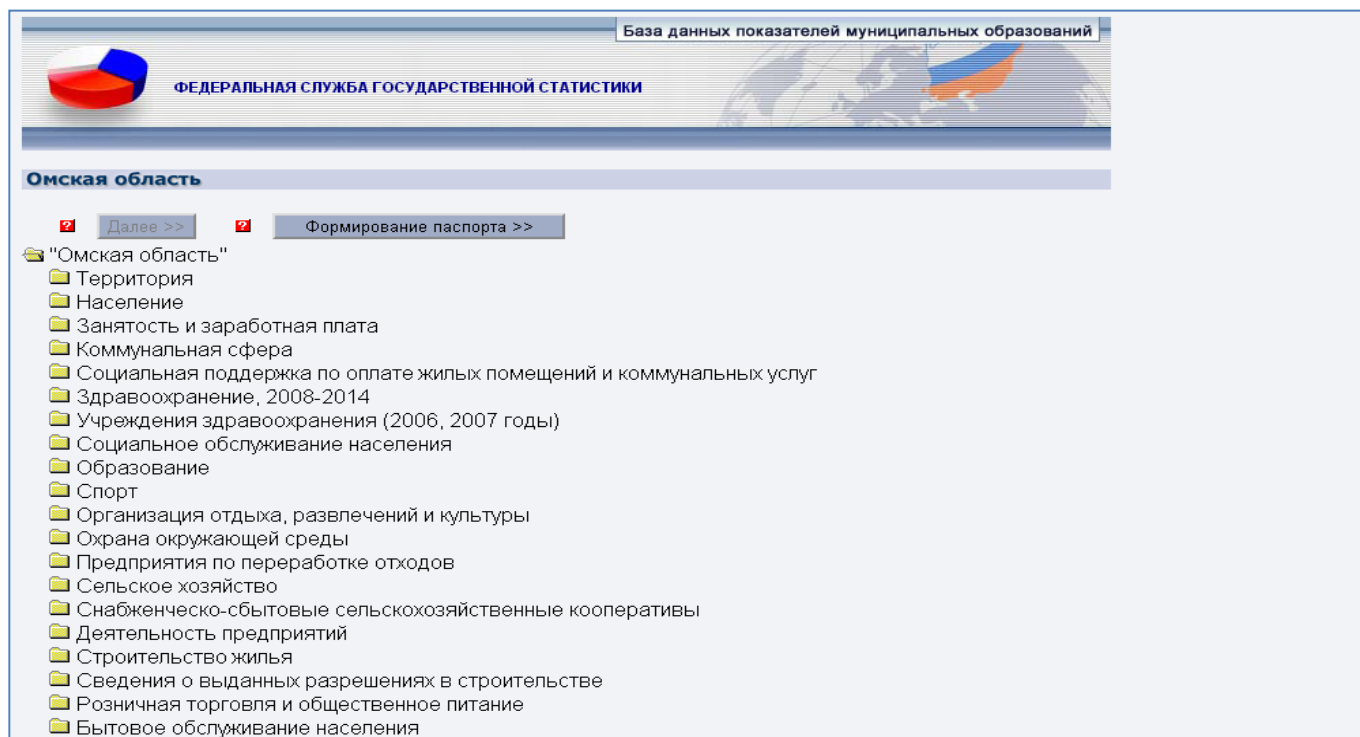 База данных показателей муниципальных образований
ФЕДЕРАЛЬНАЯ СЛУЖБА ГОСУДАРСТВЕННОЙ СТАТИСТИКИ
Омская область
? Далее >> ? Формирование паспорта >>
"Омская область"
Территория
Население
Занятость и заработная плата
Коммунальная сфера
Социальная поддержка по оплате жилых помещений и коммунальных услуг
Здравоохранение, 2008-2014
Учреждения здравоохранения (2006, 2007 годы)
Социальное обслуживание населения
Образование
Спорт
Организация отдыха, развлечений и культуры
Охрана окружающей среды
Предприятия по переработке отходов
Сельское хозяйство
Снабженческо-сбытовые сельскохозяйственные кооперативы
Деятельность предприятий
Строительство жилья
Сведения о выданных разрешениях в строительстве
Розничная торговля и общественное питание
Бытовое обслуживание населения